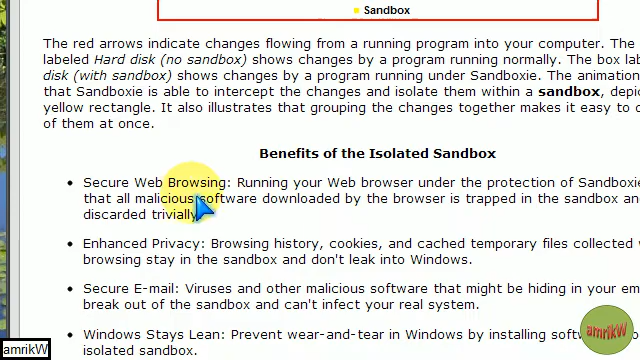 Sandbox
The red arrows indicate changes flowing from a running program into your computer. The
labeled Hard disk (no sandbox) shows changes by a program running normally. The box
disk (with sandbox) shows changes by a program running under Sandboxie. The animation
that Sandboxie is able to intercept the changes and isolate them within a sandbox,
yellow rectangle. It also illustrates that grouping the changes together makes it easy to
of them at once.
Benefits of the Isolated Sandbox
• Secure Web Browsing: Running your Web browser under the protection of
that all malicious software downloaded by the browser is trapped in the sandbox
discarded trivially.
• Enhanced Privacy: Browsing history, cookies, and cached temporary files collected
browsing stay in the sandbox and don't leak into Windows.
• Secure E-mail: Viruses and other malicious software that might be hiding in your
break out of the sandbox and can't infect your real system.
• Windows Stays Lean: Prevent wear-and-tear in Windows by installing
isolated sandbox.
amrikW
amrikW